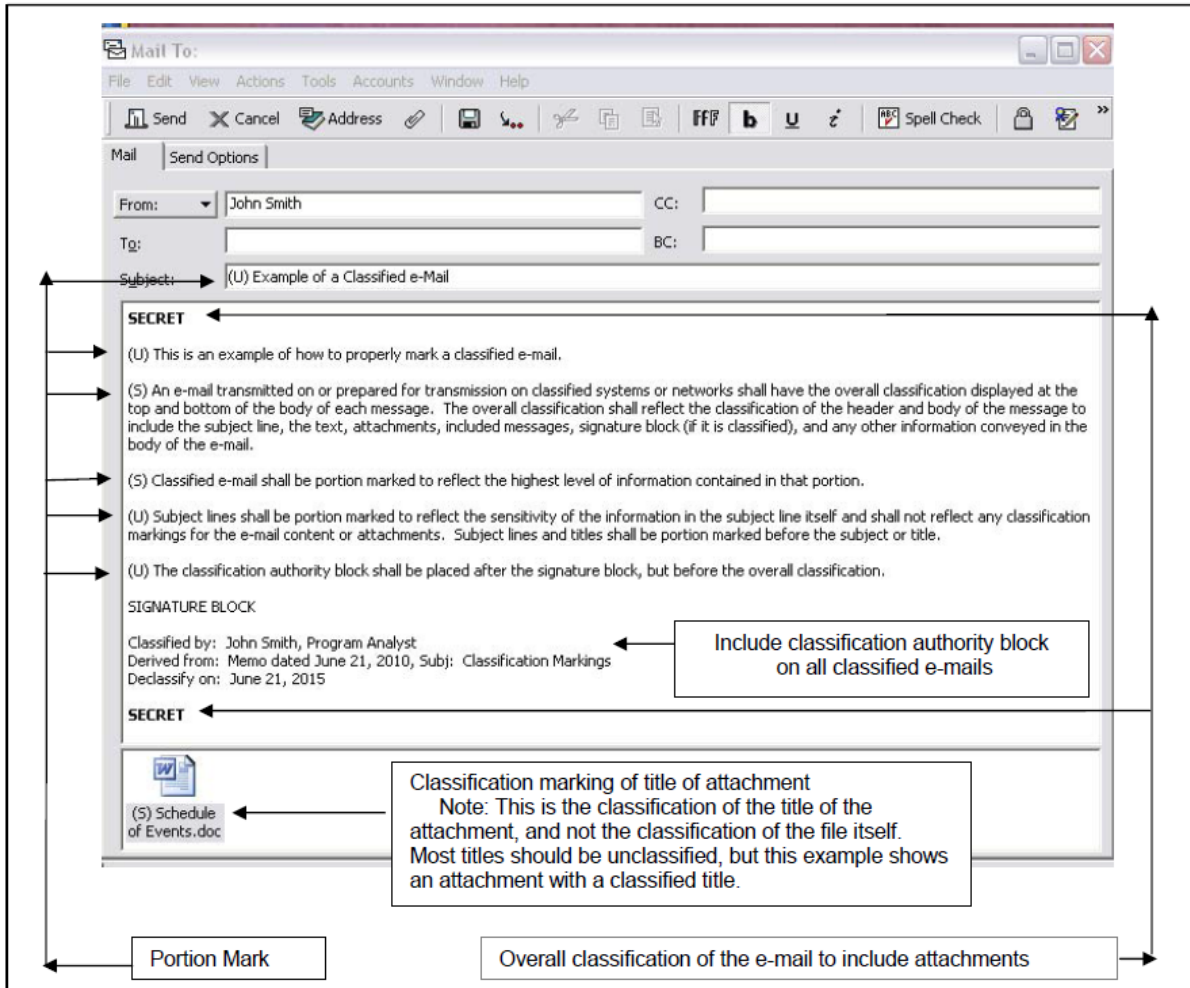 Mail To:
File Edit View Actions Tools Accounts Window Help
Send Cancel Address FfF b U i ABC Spell Check »
Mail Send Options
From: John Smith CC:
To: BC:
Subject: (U) Example of a Classified e-Mail
SECRET
(U) This is an example of how to properly mark a classified e-mail.
(S) An e-mail transmitted on or prepared for transmission on classified systems or networks shall have the overall classification displayed at the
top and bottom of the body of each message. The overall classification shall reflect the classification of the header and body of the message to
include the subject line, the text, attachments, included messages, signature block (if it is classified), and any other information conveyed in the
body of the e-mail.
(S) Classified e-mail shall be portion marked to reflect the highest level of information contained in that portion.
(U) Subject lines shall be portion marked to reflect the sensitivity of the information in the subject line itself and shall not reflect any classification
markings for the e-mail content or attachments. Subject lines and titles shall be portion marked before the subject or title.
(U) The classification authority block shall be placed after the signature block, but before the overall classification.
SIGNATURE BLOCK
Classified by: John Smith, Program Analyst
Derived from: Memo dated June 21, 2010, Subj: Classification Markings
Declassify on: June 21, 2015
Include classification authority block
on all classified e-mails
SECRET
W
(S) Schedule
of Events.doc
Classification marking of title of attachment
Note: This is the classification of the title of the
attachment, and not the classification of the file itself.
Most titles should be unclassified, but this example shows
an attachment with a classified title.
Portion Mark
Overall classification of the e-mail to include attachments